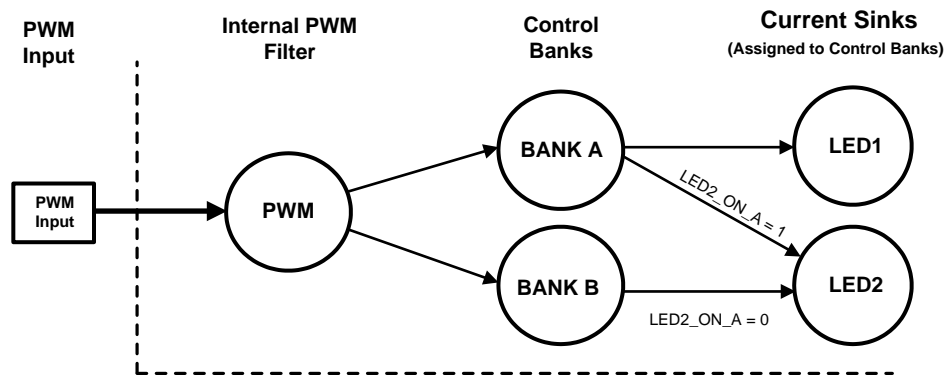 PWM
Input
Internal PWM
Filter
Control
Banks
Current Sinks
(Assigned to Control Banks)
PWM
Input
PWM
BANK A
BANK B
LED1
LED2
LED2_ON_A = 1
LED2_ON_A = 0